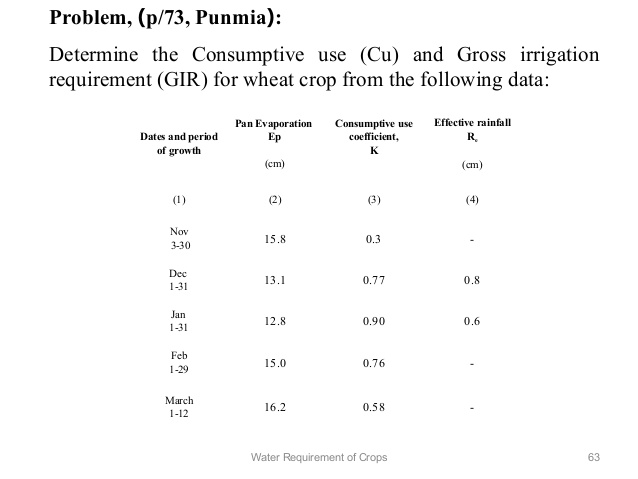 Problem, (p/73, Punmia):
Determine the Consumptive use (Cu) and Gross irrigation
requirement (GIR) for wheat crop from the following data:
Dates and period of growth Pan Evaporation Ep (cm) Consumptive use coefficient, K Effective rainfall Re (cm)
(1) (2) (3) (4)
Nov 3-30 15.8 0.3 -
Dec 1-31 13.1 0.77 0.8
Jan 1-31 12.8 0.90 0.6
Feb 1-29 15.0 0.76 -
March 1-12 16.2 0.58 -
Water Requirement of Crops 63